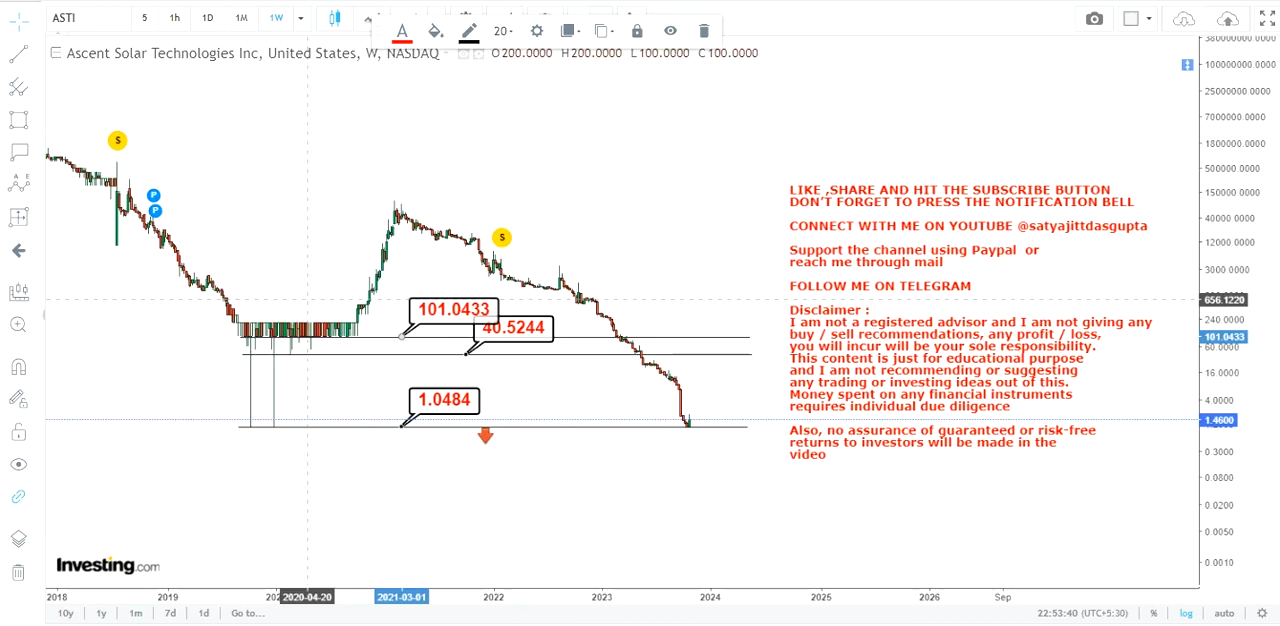 ASTI
5
1h
1D
1M
1W
A
20
Ascent Solar Technologies Inc, United States, W, NASDAQ
O200.0000 H200.0000 L100.0000 C100.0000
100000000.0000
25000000.0000
7000000.0000
1800000.0000
500000.0000
150000.0000
40000.0000
12000.0000
3000.0000
656.1220
240.0000
101.0433
60.0000
16.0000
4.0000
1.4600
0.3000
0.0800
0.0200
0.0050
0.0010
S
P
P
S
101.0433
40.5244
1.0484
LIKE ,SHARE AND HIT THE SUBSCRIBE BUTTON
DON'T FORGET TO PRESS THE NOTIFICATION BELL
CONNECT WITH ME ON YOUTUBE @satyajittdasgupta
Support the channel using Paypal or
reach me through mail
FOLLOW ME ON TELEGRAM
Disclaimer :
I am not a registered advisor and I am not giving any
buy / sell recommendations, any profit / loss,
you will incur will be your sole responsibility.
This content is just for educational purpose
and I am not recommending or suggesting
any trading or investing ideas out of this.
Money spent on any financial instruments
requires individual due diligence
Also, no assurance of guaranteed or risk-free
returns to investors will be made in the
video
Investing.com
2018
2019
2020-04-20
2021-03-01
2022
2023
2024
2025
2026
Sep
10y
1y
1m
7d
1d
Go to...
22:53:40 (UTC+5:30)
%
log
auto